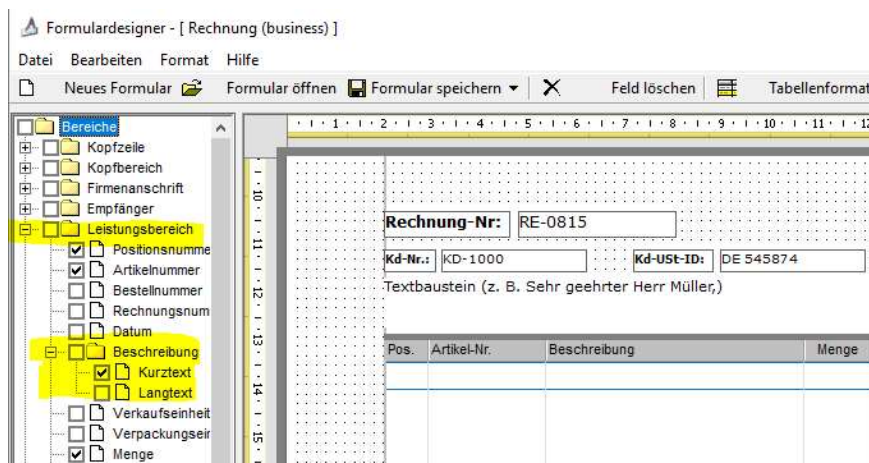 Formulardesigner - [ Rechnung (business) ]
Datei Bearbeiten Format Hilfe
Neues Formular Formular öffnen Formular speichern Feld löschen Tabellenformat
Bereiche
Kopfzeile
Kopfbereich
Firmenanschrift
Empfänger
Leistungsbereich
Positionsnumme
Artikelnummer
Bestellnummer
Rechnungsnum
Datum
Beschreibung
Kurztext
Langtext
Verkaufseinheit
Verpackungseir
Menge
1 2 3 4 5 6 7 8 9 10 11 12
10
11
12
13
14
15
Rechnung-Nr: RE-0815
Kd-Nr.: KD-1000 Kd-USt-ID: DE 545874
Textbaustein (z. B. Sehr geehrter Herr Müller,)
Pos. Artikel-Nr. Beschreibung Menge